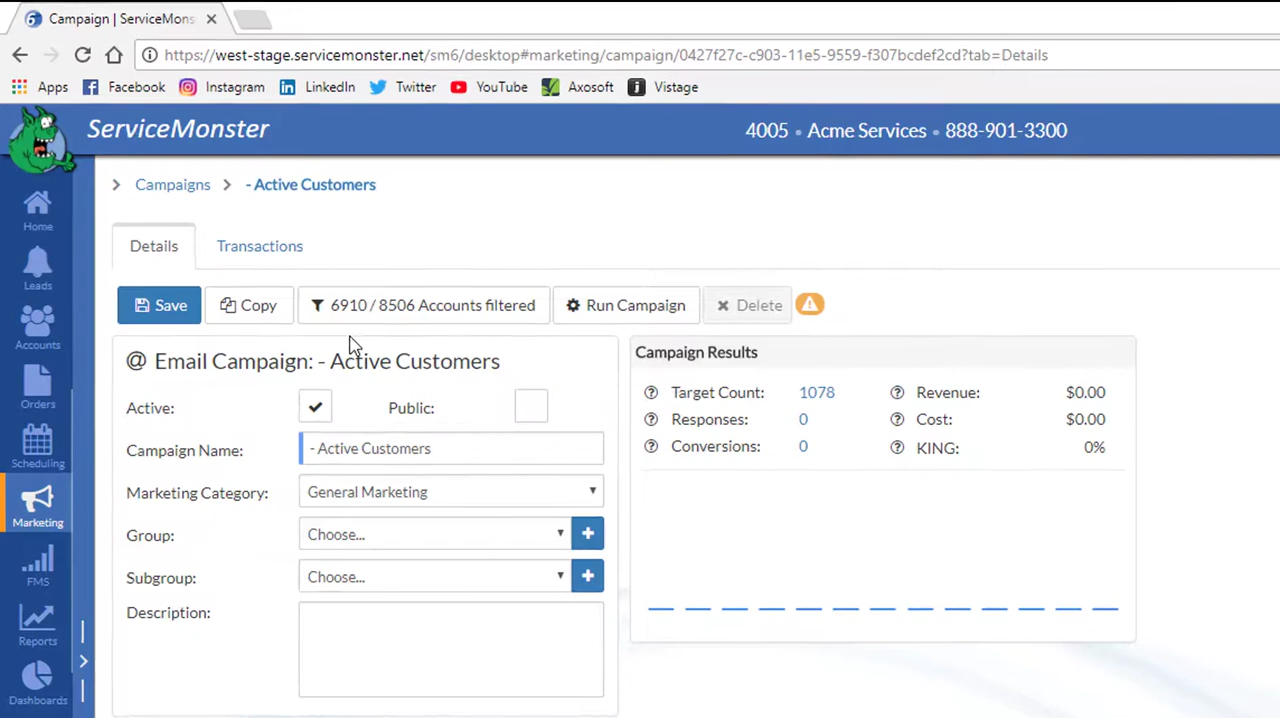 Campaign | ServiceMons
https://west-stage.servicemonster.net/sm6/desktop#marketing/campaign/0427f27c-c903-11e5-9559-f307bcdef2cd?tab=Details
Apps Facebook Instagram LinkedIn Twitter YouTube Axosoft Vistage
ServiceMonster
4005 • Acme Services • 888-901-3300
Campaigns - Active Customers
Home
Leads
Accounts
Orders
Scheduling
Marketing
FMS
Reports
Dashboards
Details Transactions
Save Copy 6910 / 8506 Accounts filtered Run Campaign Delete
@ Email Campaign: - Active Customers
Active: Public:
Campaign Name: - Active Customers
Marketing Category: General Marketing
Group: Choose...
Subgroup: Choose...
Description:
Campaign Results
Target Count: 1078 Revenue: $0.00
Responses: 0 Cost: $0.00
Conversions: 0 KING: 0%